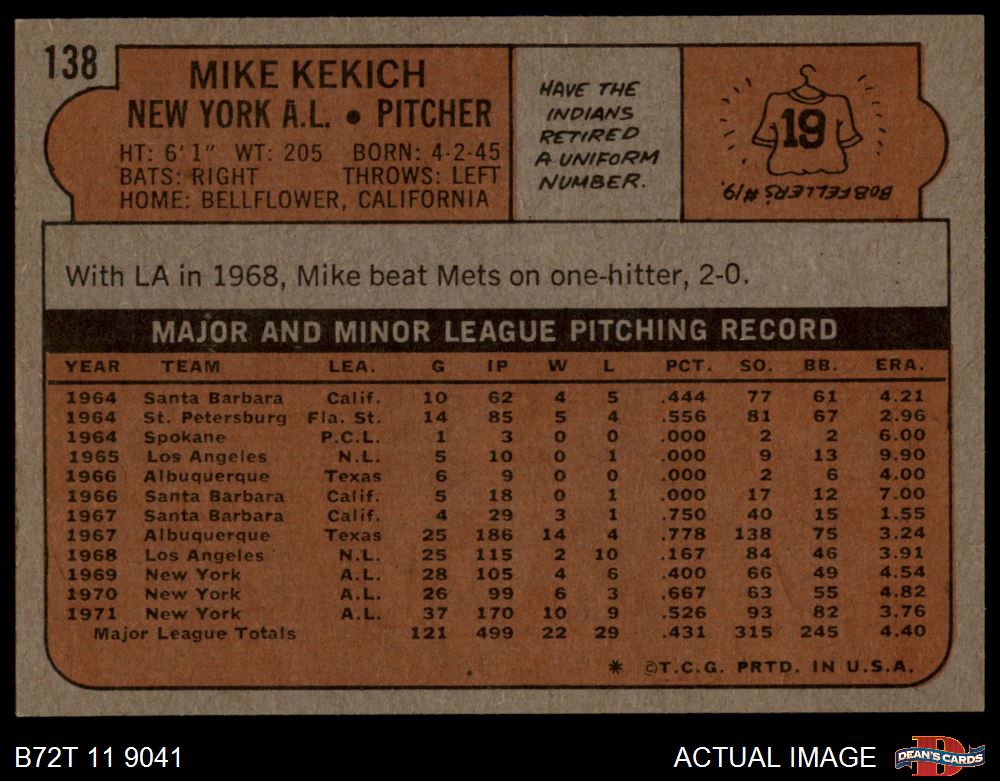 138
MIKE KEKICH
NEW YORK A.L. • PITCHER
HT: 6'1" WT: 205 BORN: 4-2-45
BATS: RIGHT THROWS: LEFT
HOME: BELLFLOWER, CALIFORNIA
HAVE THE
INDIANS
RETIRED
A UNIFORM
NUMBER.
19
BOB FELLER'S #19.
With LA in 1968, Mike beat Mets on one-hitter, 2-0.
MAJOR AND MINOR LEAGUE PITCHING RECORD
YEAR TEAM LEA. G IP W L PCT. SO. BB. ERA.
1964 Santa Barbara Calif. 10 62 4 5 .444 77 61 4.21
1964 St. Petersburg Fla. St. 14 85 5 4 .556 81 67 2.96
1964 Spokane P.C.L. 1 3 0 0 .000 2 2 6.00
1965 Los Angeles N.L. 5 10 0 1 .000 9 13 9.90
1966 Albuquerque Texas 6 9 0 0 .000 2 6 4.00
1966 Santa Barbara Calif. 5 18 0 1 .000 17 12 7.00
1967 Santa Barbara Calif. 4 29 3 1 .750 40 15 1.55
1967 Albuquerque Texas 25 186 14 4 .778 138 75 3.24
1968 Los Angeles N.L. 25 115 2 10 .167 84 46 3.91
1969 New York A.L. 28 105 4 6 .400 66 49 4.54
1970 New York A.L. 26 99 6 3 .667 63 55 4.82
1971 New York A.L. 37 170 10 9 .526 93 82 3.76
Major League Totals 121 499 22 29 .431 315 245 4.40
* ©T.C.G. PRTD. IN U.S.A.
B72T 11 9041
ACTUAL IMAGE
D
DEAN'S CARDS